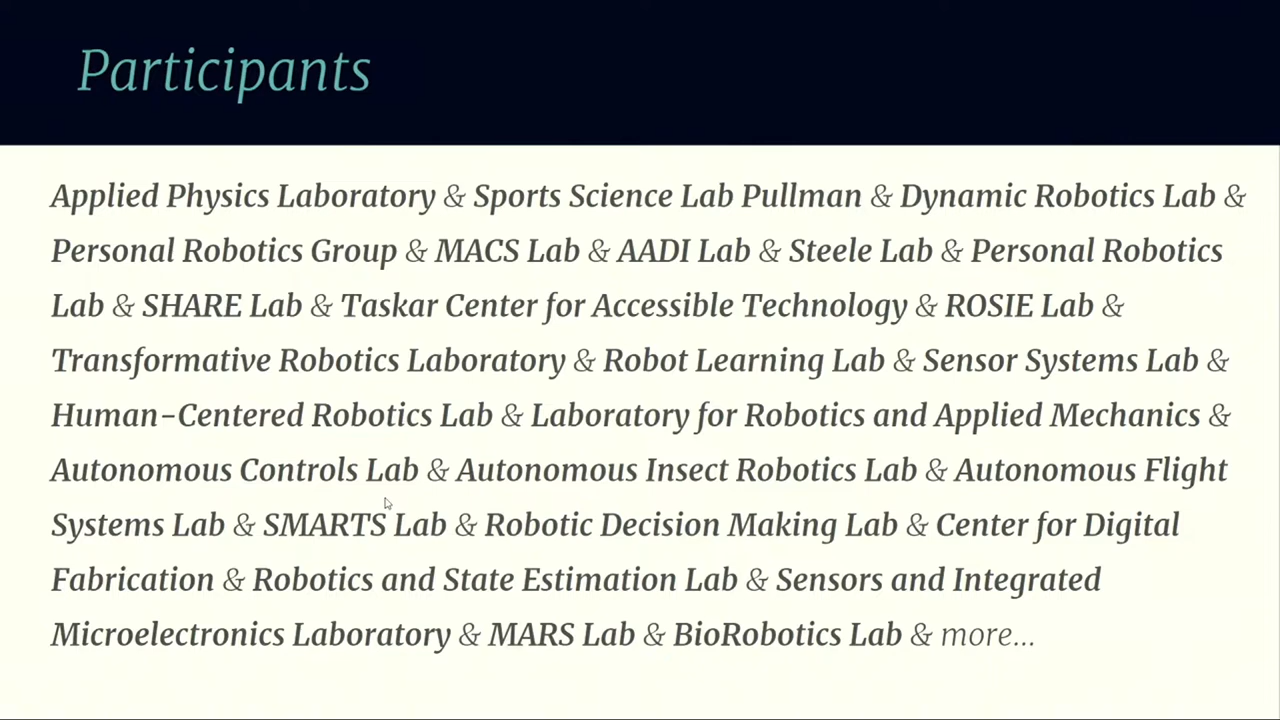 Participants
Applied Physics Laboratory & Sports Science Lab Pullman & Dynamic Robotics Lab &
Personal Robotics Group & MACS Lab & AADI Lab & Steele Lab & Personal Robotics
Lab & SHARE Lab & Taskar Center for Accessible Technology & ROSIE Lab &
Transformative Robotics Laboratory & Robot Learning Lab & Sensor Systems Lab &
Human-Centered Robotics Lab & Laboratory for Robotics and Applied Mechanics &
Autonomous Controls Lab & Autonomous Insect Robotics Lab & Autonomous Flight
Systems Lab & SMARTS Lab & Robotic Decision Making Lab & Center for Digital
Fabrication & Robotics and State Estimation Lab & Sensors and Integrated
Microelectronics Laboratory & MARS Lab & BioRobotics Lab & more...